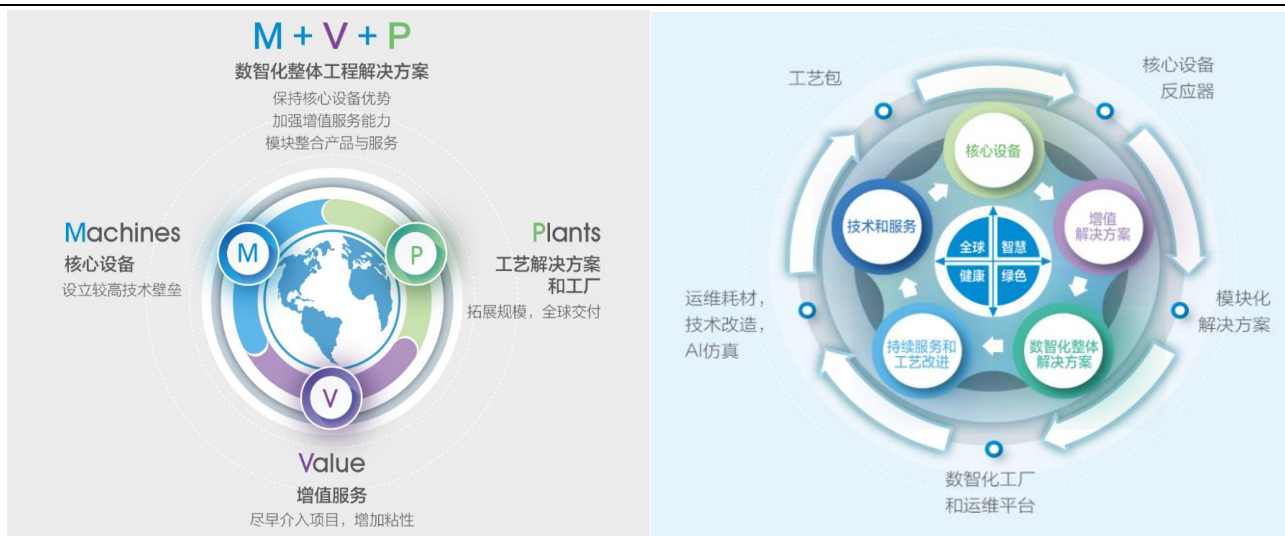 M + V + P
数智化整体工程解决方案
保持核心设备优势
加强增值服务能力
模块整合产品与服务
Machines
核心设备
设立较高技术壁垒
M
P
V
Plants
工艺解决方案
和工厂
拓展规模，全球交付
Value
增值服务
尽早介入项目，增加粘性
工艺包
核心设备
反应器
核心设备
技术和服务
增值
解决方案
全球
智慧
健康
绿色
持续服务和
工艺改进
数智化整体
解决方案
运维耗材，
技术改造，
AI仿真
模块化
解决方案
数智化工厂
和运维平台